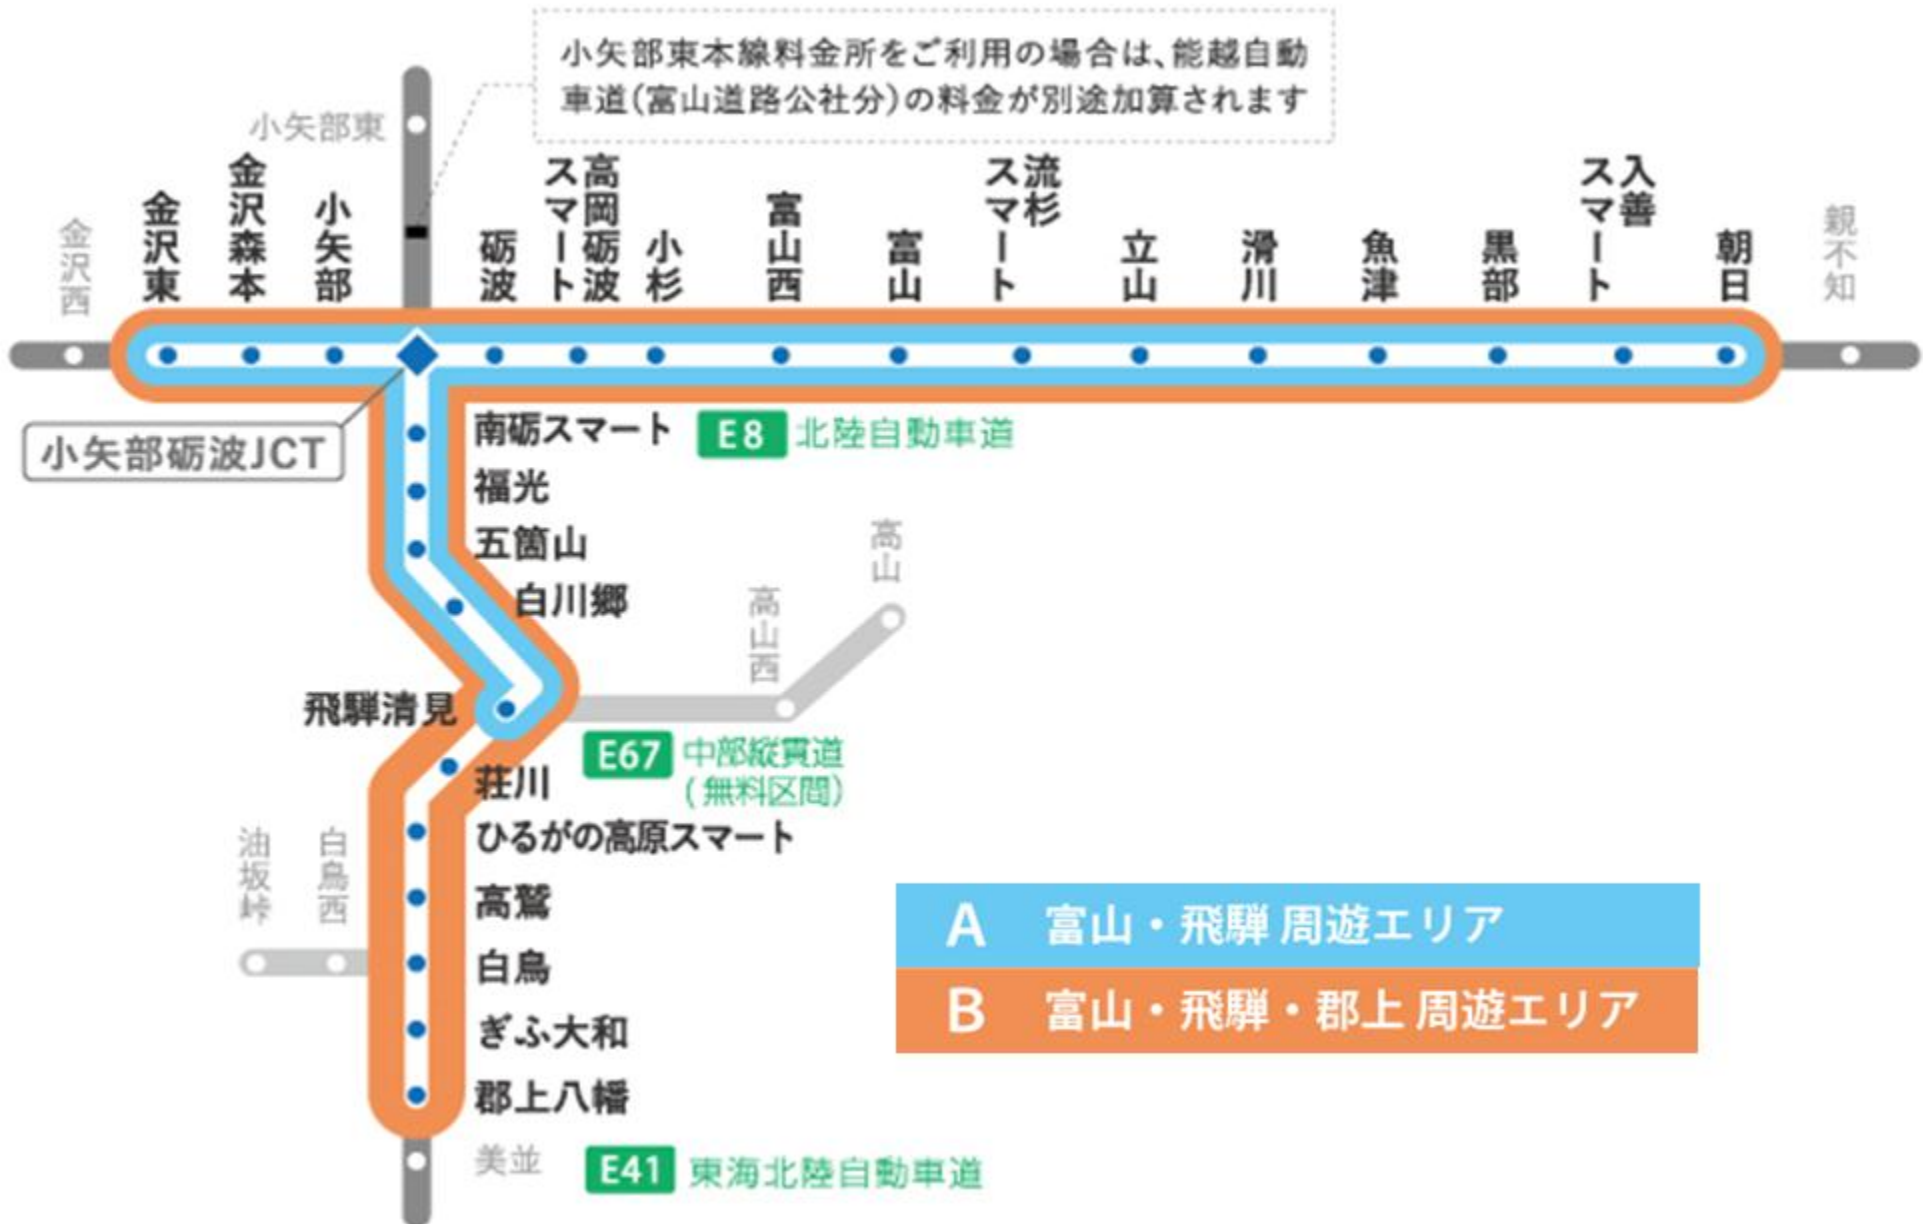 小矢部東本線料金所をご利用の場合は、能越自動
車道(富山道路公社分)の料金が別途加算されます
小矢部東
金沢西
金沢東
金沢森本
小矢部
砺波
高岡砺波
スマート
小杉
富山西
富山
流杉
スマート
立山
滑川
魚津
黒部
入善
スマート
朝日
親不知
小矢部砺波JCT
南砺スマート
E8 北陸自動車道
福光
五箇山
白川郷
高山
高山西
飛騨清見
E67 中部縦貫道
(無料区間)
荘川
ひるがの高原スマート
油坂峠
白鳥西
高鷲
白鳥
ぎふ大和
郡上八幡
美並
E41 東海北陸自動車道
A 富山・飛騨 周遊エリア
B 富山・飛騨・郡上 周遊エリア